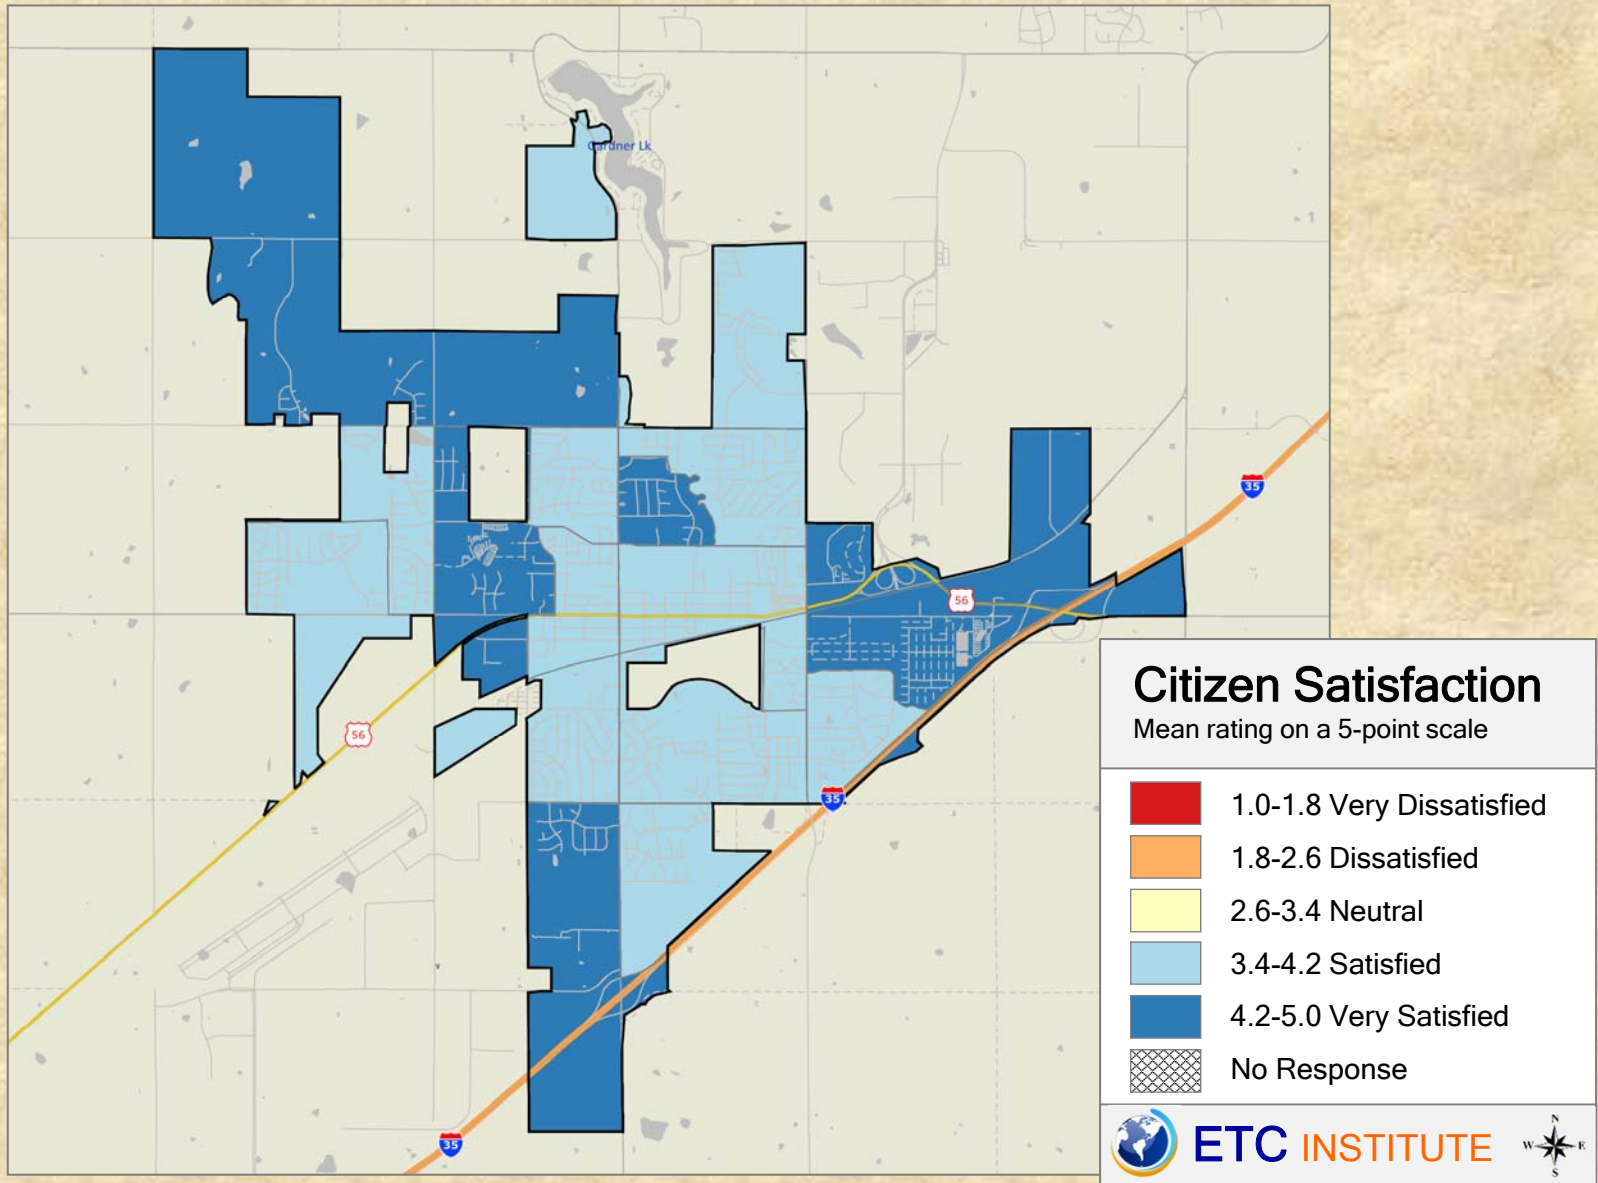 Gardner Lk
35
56
56
35
35
Citizen Satisfaction
Mean rating on a 5-point scale
1.0-1.8 Very Dissatisfied
1.8-2.6 Dissatisfied
2.6-3.4 Neutral
3.4-4.2 Satisfied
4.2-5.0 Very Satisfied
No Response
ETC INSTITUTE
N
W E
S